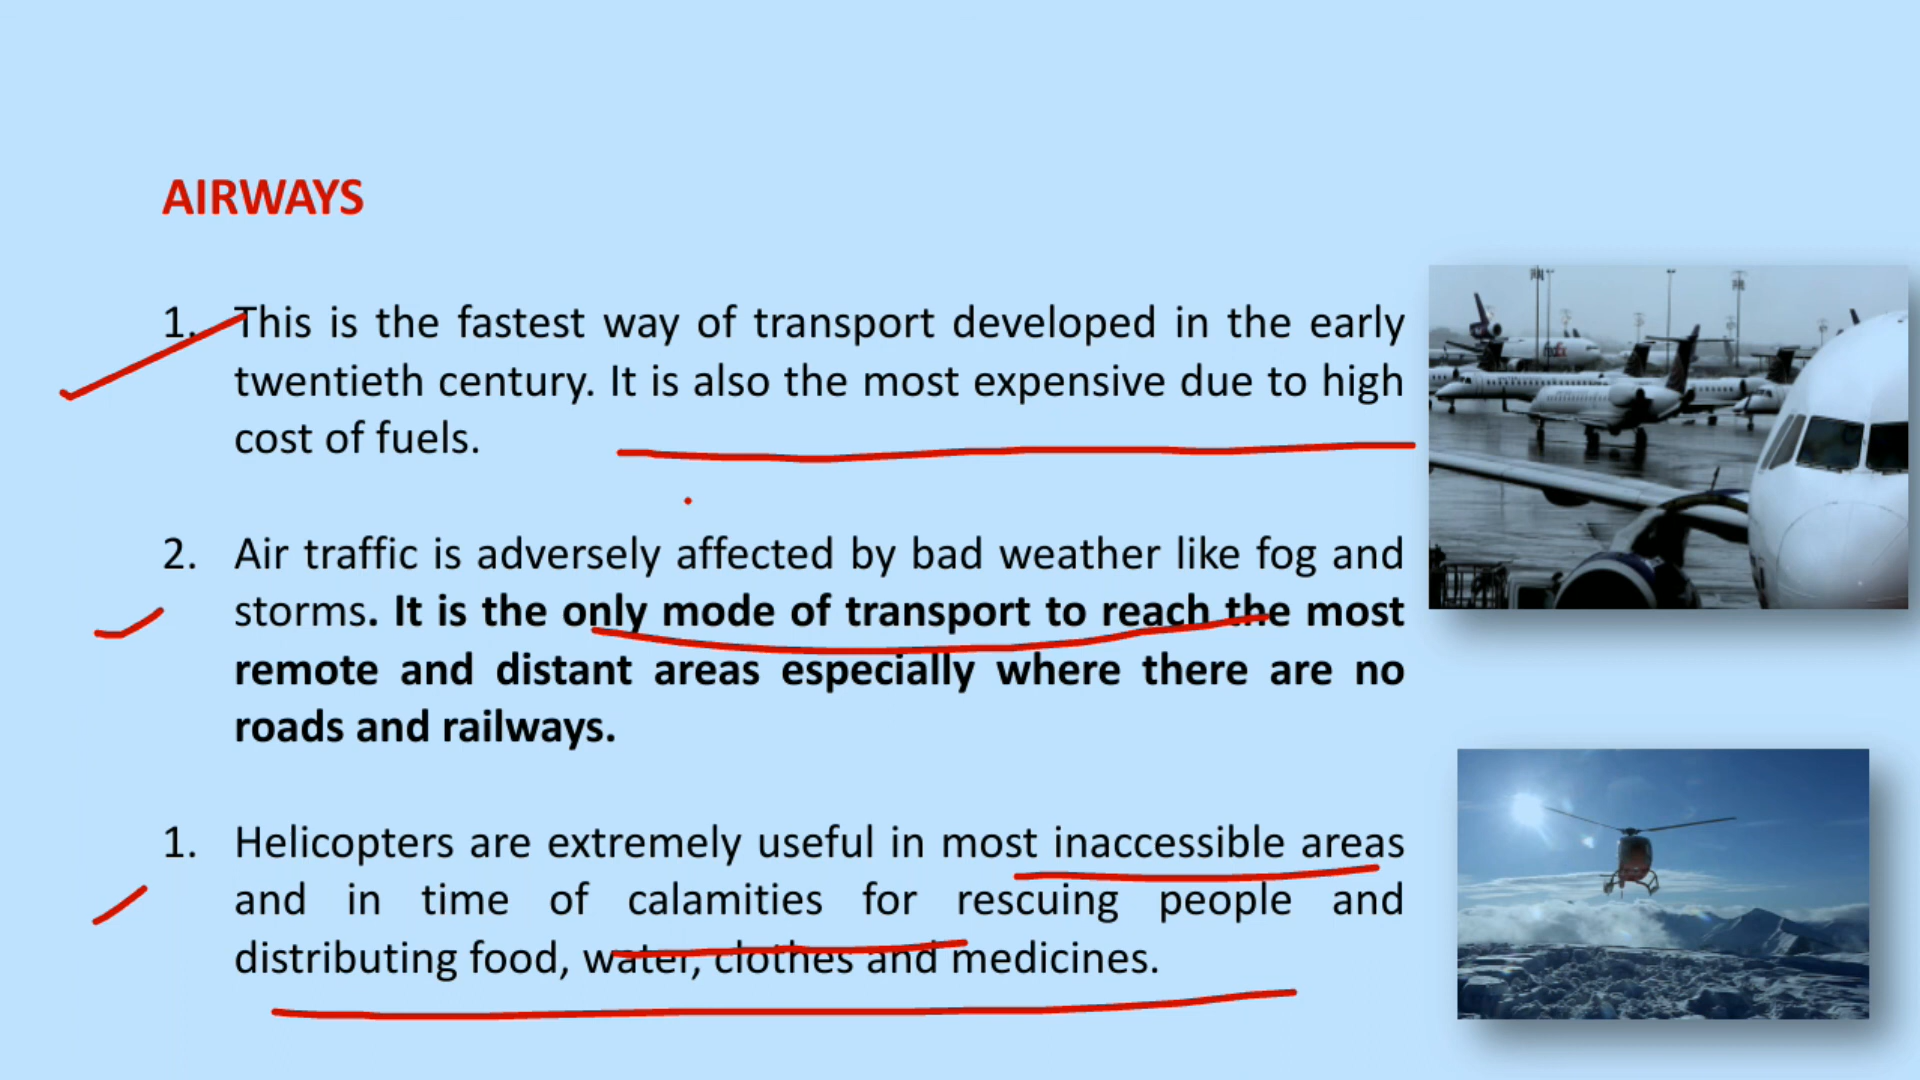 AIRWAYS
1. This is the fastest way of transport developed in the early
twentieth century. It is also the most expensive due to high
cost of fuels.
2. Air traffic is adversely affected by bad weather like fog and
storms. It is the only mode of transport to reach the most
remote and distant areas especially where there are no
roads and railways.
1. Helicopters are extremely useful in most inaccessible areas
and in time of calamities for rescuing people and
distributing food, water, clothes and medicines.